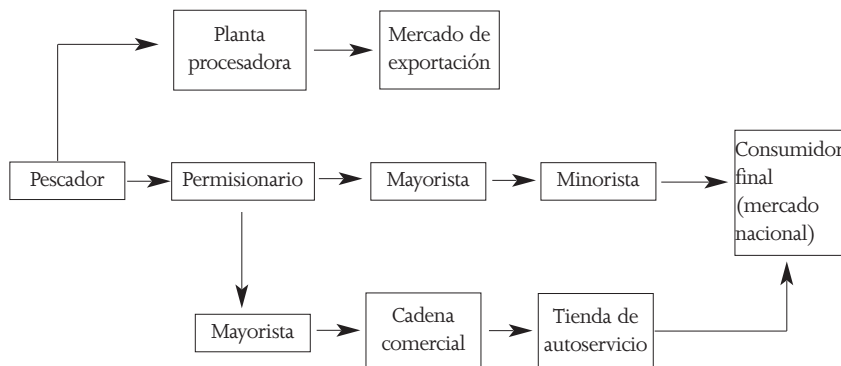 Planta
procesadora
Mercado de
exportación
Pescador
Permisionario
Mayorista
Minorista
Consumidor
final
(mercado
nacional)
Mayorista
Cadena
comercial
Tienda de
autoservicio